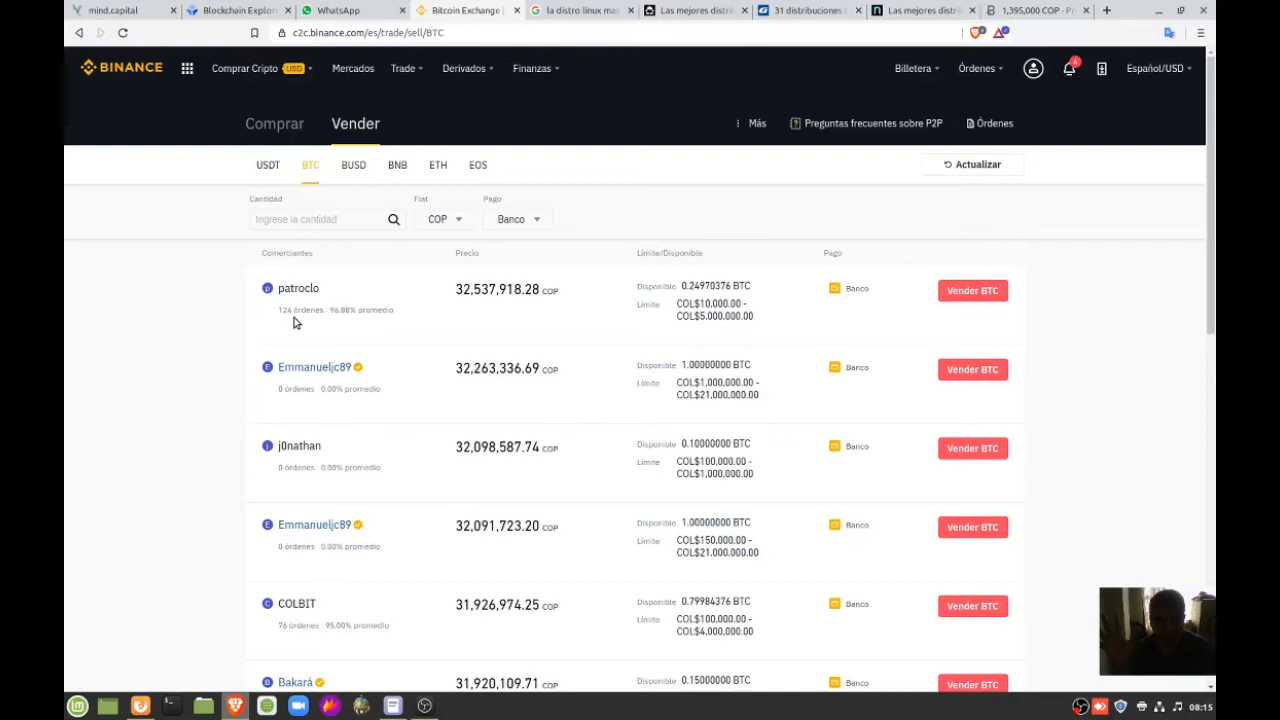 mind.capital
Blockchain Explor
WhatsApp
Bitcoin Exchange |
la distro linux mas
Las mejores distrib
31 distribuciones
Las mejores distrib
1,395,000 COP - P
c2c.binance.com/es/trade/sell/BTC
BINANCE
Comprar Cripto USD
Mercados
Trade
Derivados
Finanzas
Billetera
Órdenes
4
Español/USD
Comprar
Vender
Más
Preguntas frecuentes sobre P2P
Órdenes
USDT
BTC
BUSD
BNB
ETH
EOS
Actualizar
Cantidad
Fiat
Pago
Ingrese la cantidad
COP
Banco
Comerciantes
Precio
Límite/Disponible
Pago
patroclo
124 órdenes 96.88% promedio
32,537,918.28 COP
Disponible 0.24970376 BTC
Límite COL$10,000.00 -
COL$5,000,000.00
Banco
Vender BTC
Emmanueljc89
0 órdenes 0.00% promedio
32,263,336.69 COP
Disponible 1.00000000 BTC
Límite COL$1,000,000.00 -
COL$21,000,000.00
Banco
Vender BTC
j0nathan
0 órdenes 0.00% promedio
32,098,587.74 COP
Disponible 0.10000000 BTC
Límite COL$100,000.00 -
COL$1,000,000.00
Banco
Vender BTC
Emmanueljc89
0 órdenes 0.00% promedio
32,091,723.20 COP
Disponible 1.00000000 BTC
Límite COL$150,000.00 -
COL$21,000,000.00
Banco
Vender BTC
COLBIT
76 órdenes 95.00% promedio
31,926,974.25 COP
Disponible 0.79984376 BTC
Límite COL$100,000.00 -
COL$4,000,000.00
Banco
Vender BTC
Bakará
31,920,109.71 COP
Disponible 0.15000000 BTC
Banco
Vender BTC
08:15